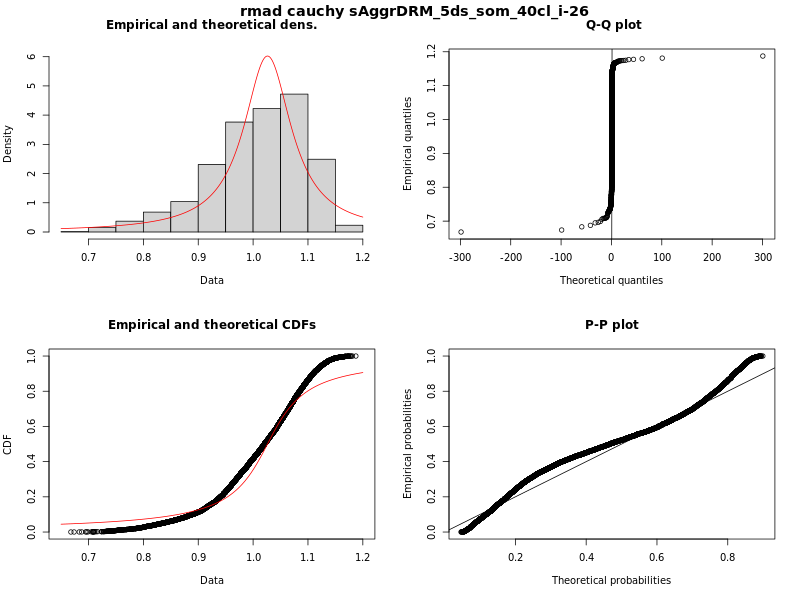 rmad cauchy sAggrDRM_5ds_som_40cl_i-26
Empirical and theoretical dens.
Density
0 1 2 3 4 5 6
0.7 0.8 0.9 1.0 1.1 1.2
Data
Q-Q plot
Empirical quantiles
0.7 0.8 0.9 1.0 1.1 1.2
-300 -200 -100 0 100 200 300
Theoretical quantiles
Empirical and theoretical CDFs
CDF
0.0 0.2 0.4 0.6 0.8 1.0
0.7 0.8 0.9 1.0 1.1 1.2
Data
P-P plot
Empirical probabilities
0.0 0.2 0.4 0.6 0.8 1.0
0.2 0.4 0.6 0.8
Theoretical probabilities